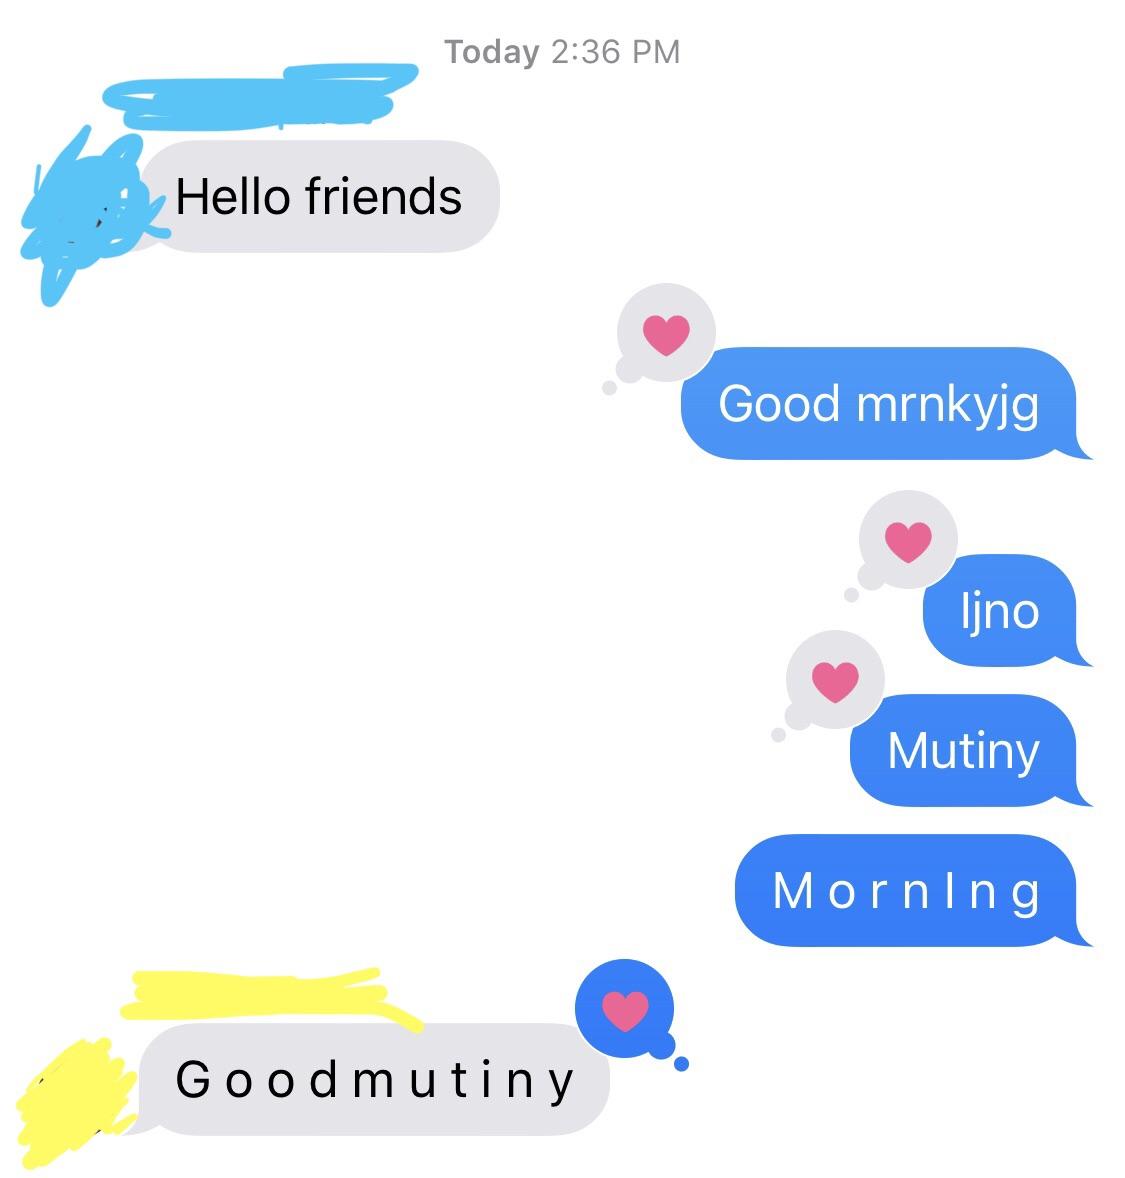 Today 2:36 PM
Hello friends
Good mrnkyjg
Ijno
Mutiny
M o r n I n g
G o o d m u t i n y